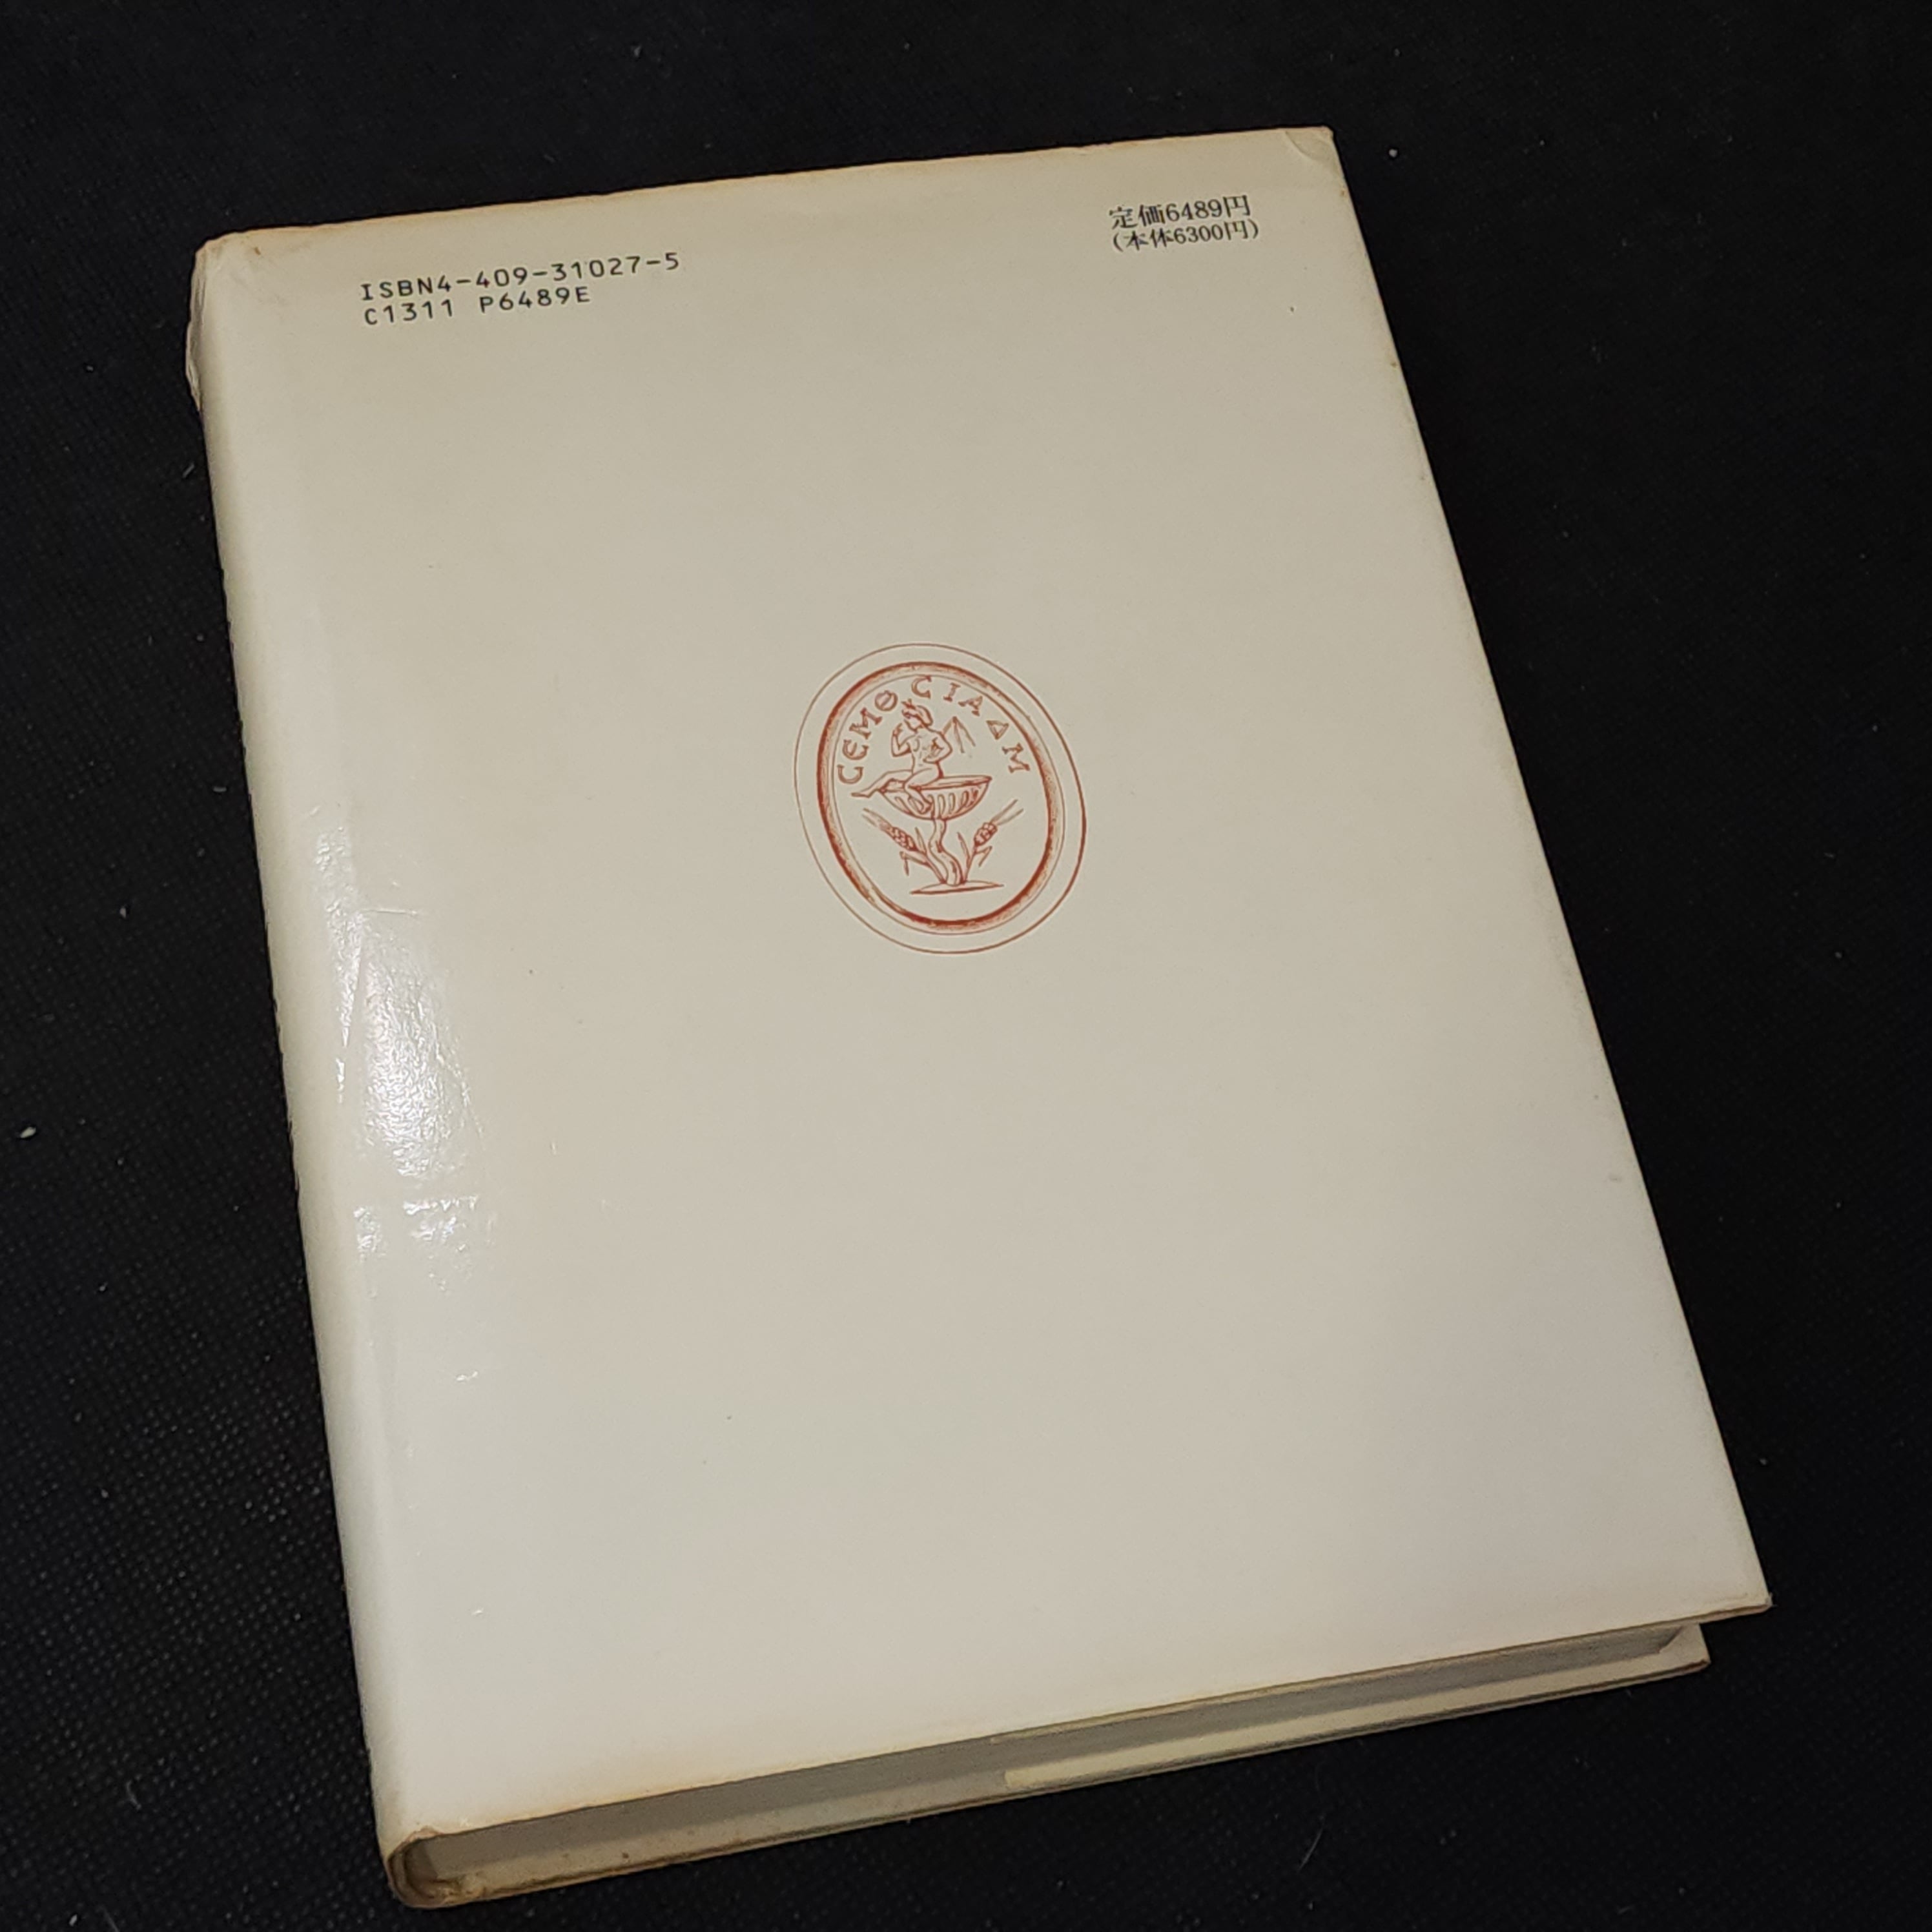 ISBN4-409-31027-5
C1311 P6489E
定価6489円
(本体6300円)
CЄMΘCIAΔM